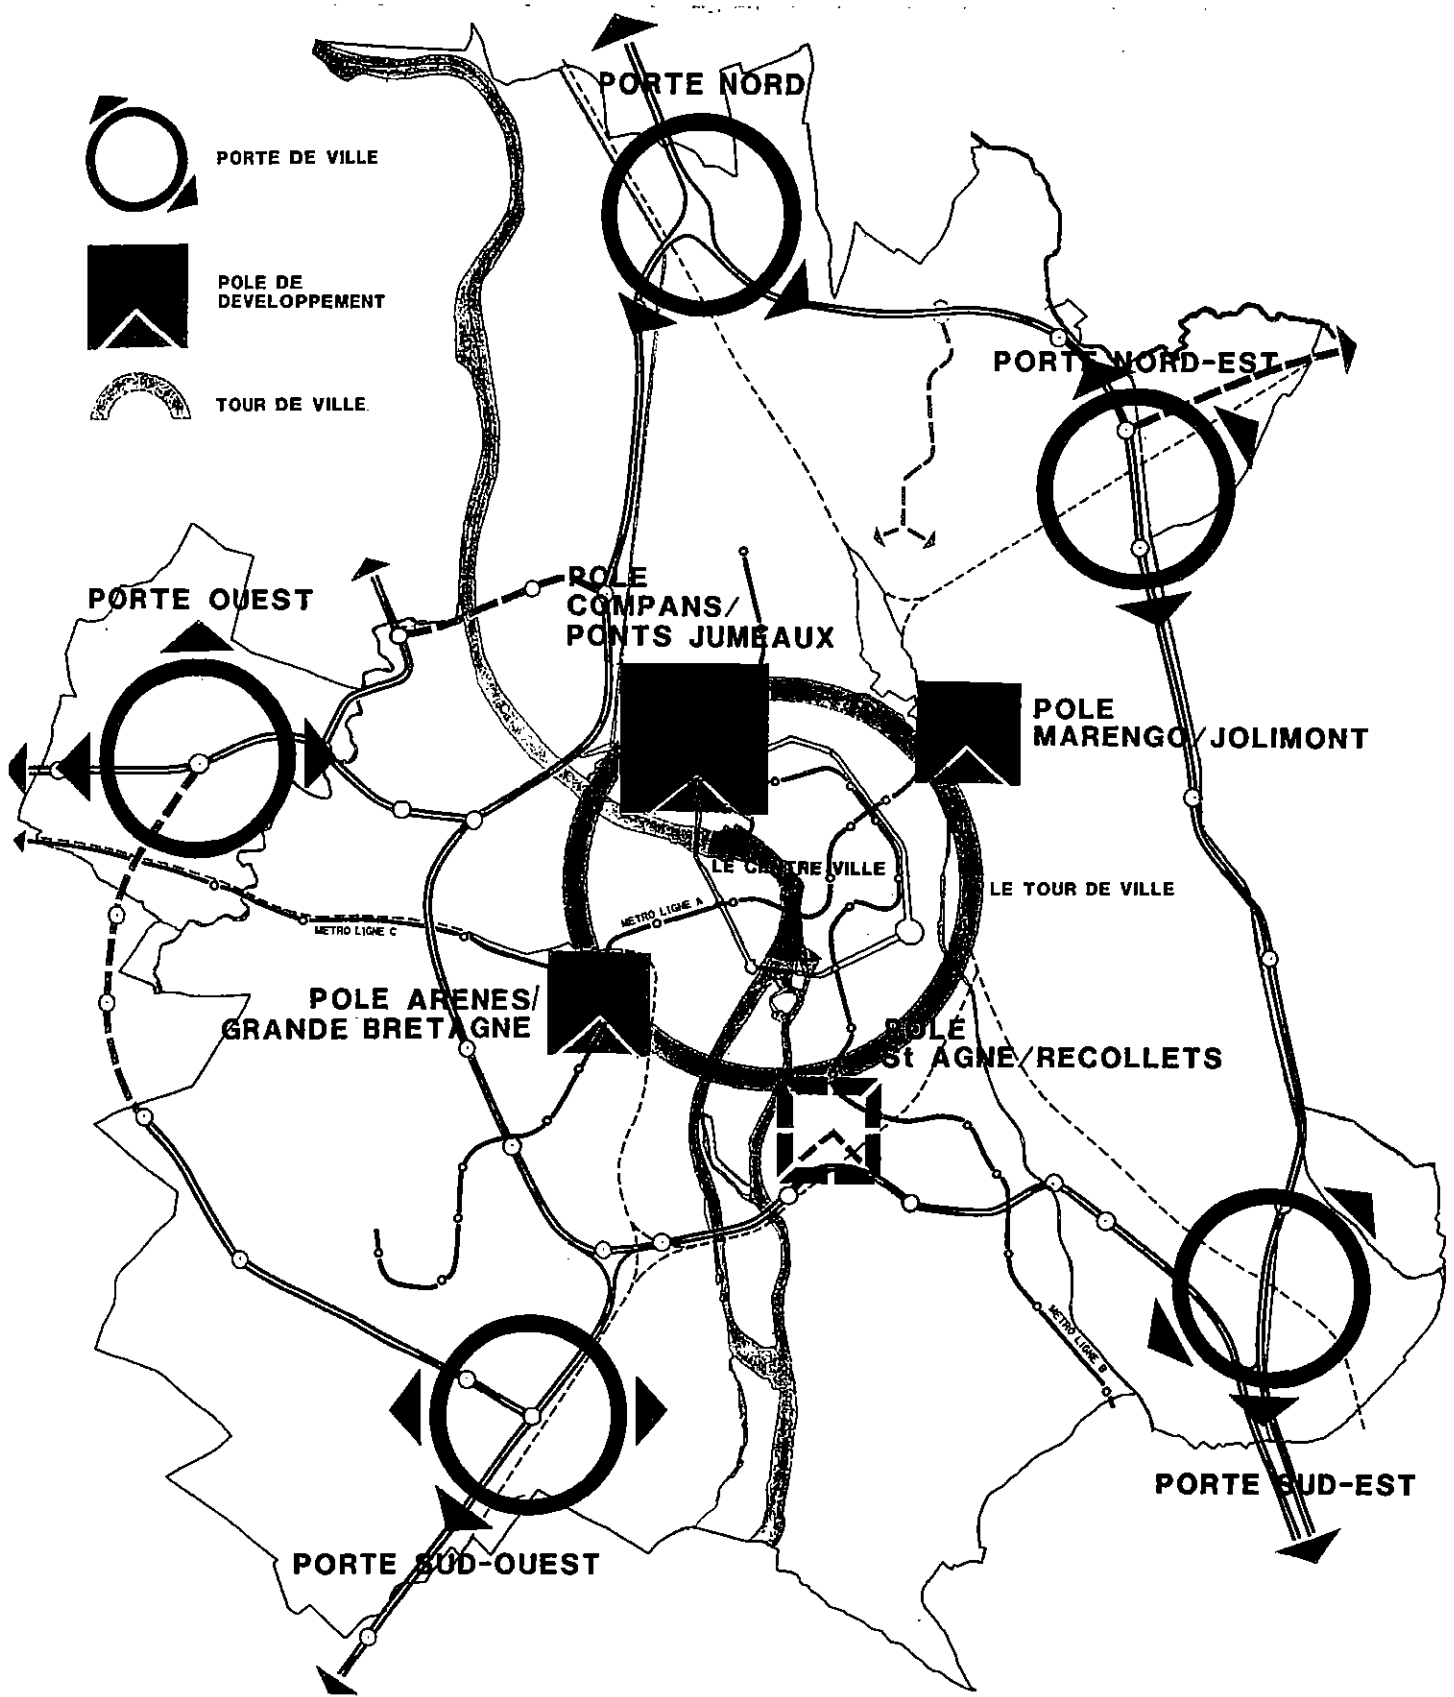 PORTE NORD
PORTE DE VILLE
POLE DE
DEVELOPPEMENT
TOUR DE VILLE
PORTE NORD-EST
PORTE OUEST
POLE
COMPANS/
PONTS JUMEAUX
POLE
MARENGO/JOLIMONT
LE CENTRE VILLE
LE TOUR DE VILLE
METRO LIGNE A
METRO LIGNE C
POLE ARENES/
GRANDE BRETAGNE
POLE
St AGNE/RECOLLETS
METRO LIGNE B
PORTE SUD-EST
PORTE SUD-OUEST